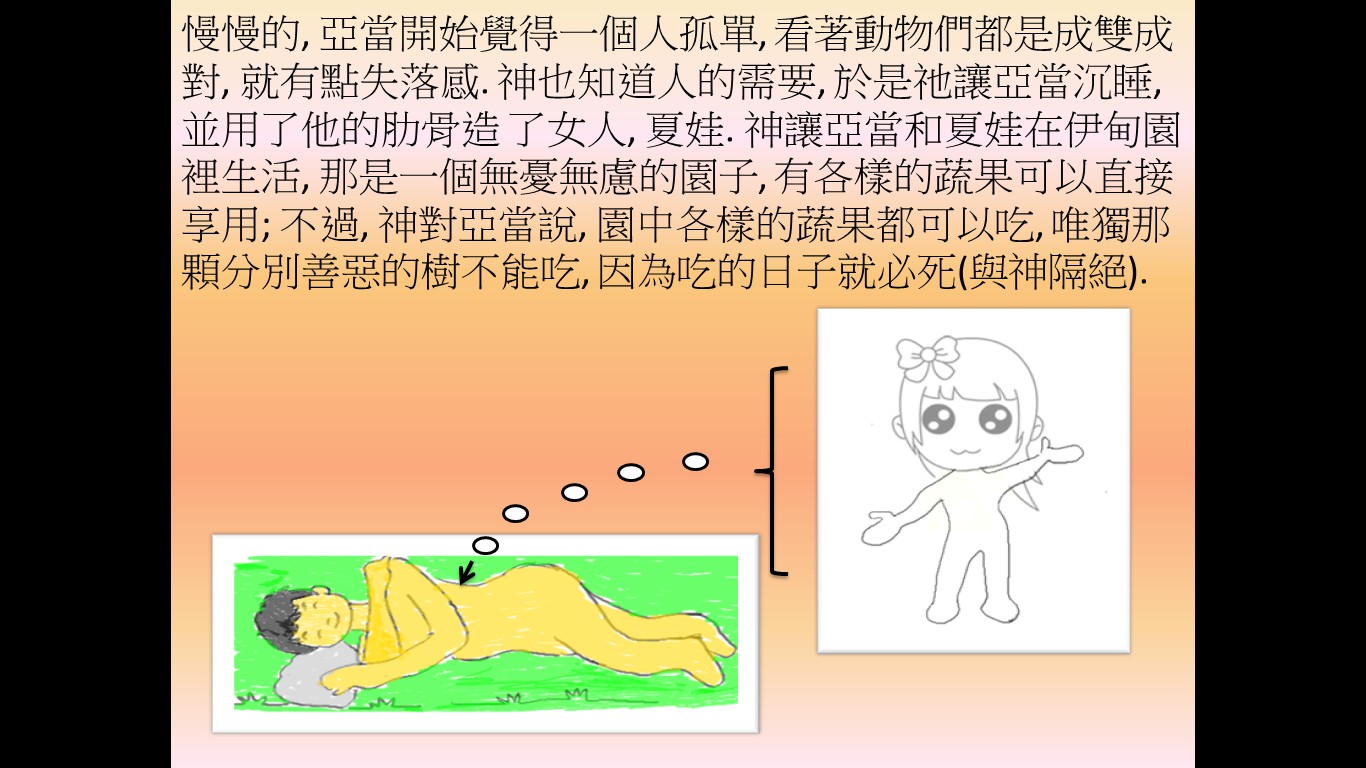 慢慢的, 亞當開始覺得一個人孤單, 看著動物們都是成雙成
對, 就有點失落感. 神也知道人的需要, 於是祂讓亞當沉睡,
並用了他的肋骨造 了女人, 夏娃. 神讓亞當和夏娃在伊甸園
裡生活, 那是一個無憂無慮的園子, 有各樣的蔬果可以直接
享用; 不過, 神對亞當說, 園中各樣的蔬果都可以吃, 唯獨那
顆分別善惡的樹不能吃, 因為吃的日子就必死(與神隔絕).